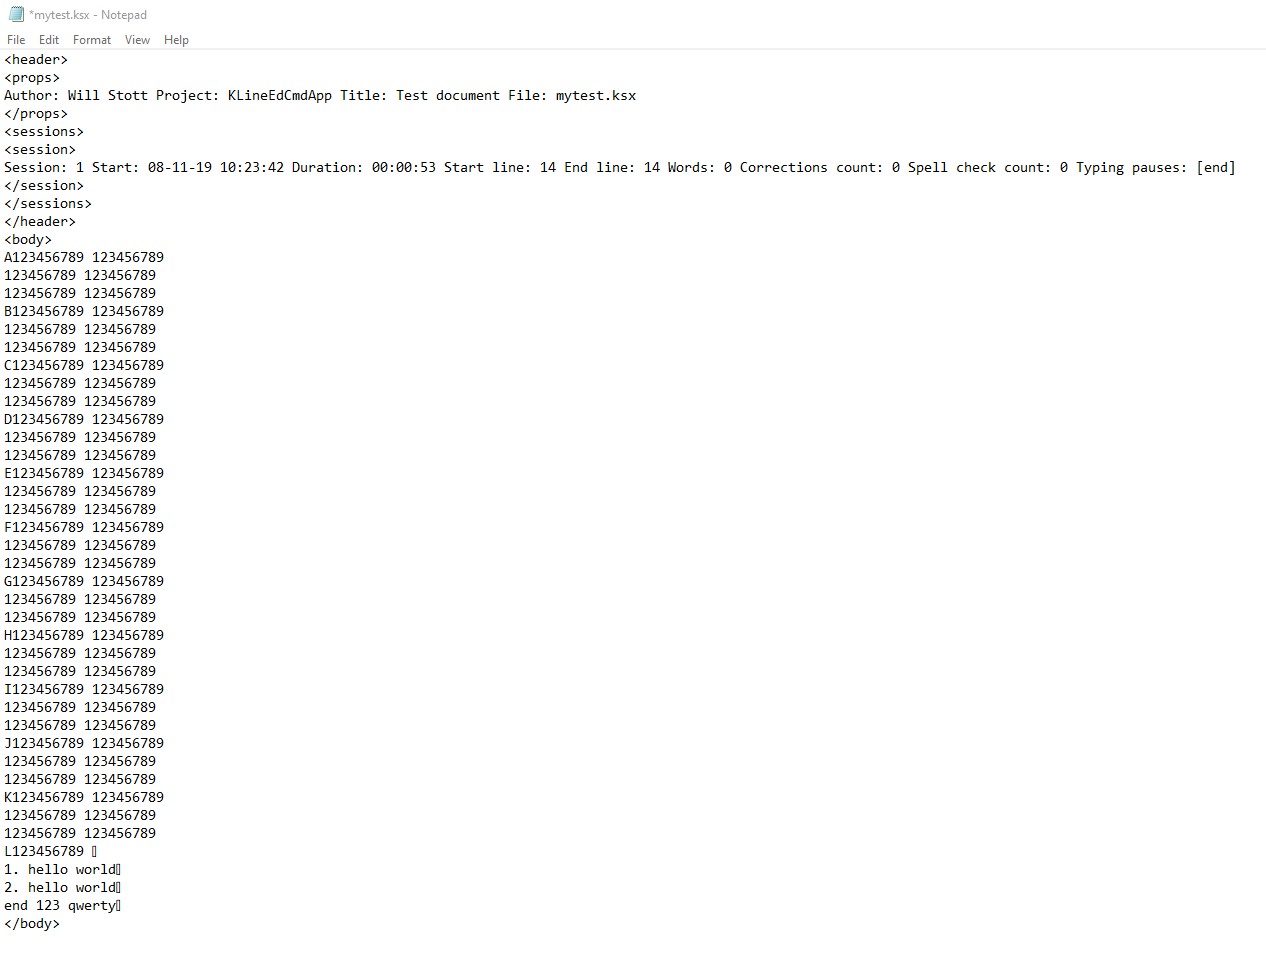 *mytest.ksx - Notepad
File Edit Format View Help
<header>
<props>
Author: Will Stott Project: KLineEdCmdApp Title: Test document File: mytest.ksx
</props>
<sessions>
<session>
Session: 1 Start: 08-11-19 10:23:42 Duration: 00:00:53 Start line: 14 End line: 14 Words: 0 Corrections count: 0 Spell check count: 0 Typing pauses: [end]
</session>
</sessions>
</header>
<body>
A123456789 123456789
123456789 123456789
123456789 123456789
B123456789 123456789
123456789 123456789
123456789 123456789
C123456789 123456789
123456789 123456789
123456789 123456789
D123456789 123456789
123456789 123456789
123456789 123456789
E123456789 123456789
123456789 123456789
123456789 123456789
F123456789 123456789
123456789 123456789
123456789 123456789
G123456789 123456789
123456789 123456789
123456789 123456789
H123456789 123456789
123456789 123456789
123456789 123456789
I123456789 123456789
123456789 123456789
123456789 123456789
J123456789 123456789
123456789 123456789
123456789 123456789
K123456789 123456789
123456789 123456789
123456789 123456789
L123456789 ▯
1. hello world▯
2. hello world▯
end 123 qwerty▯
</body>